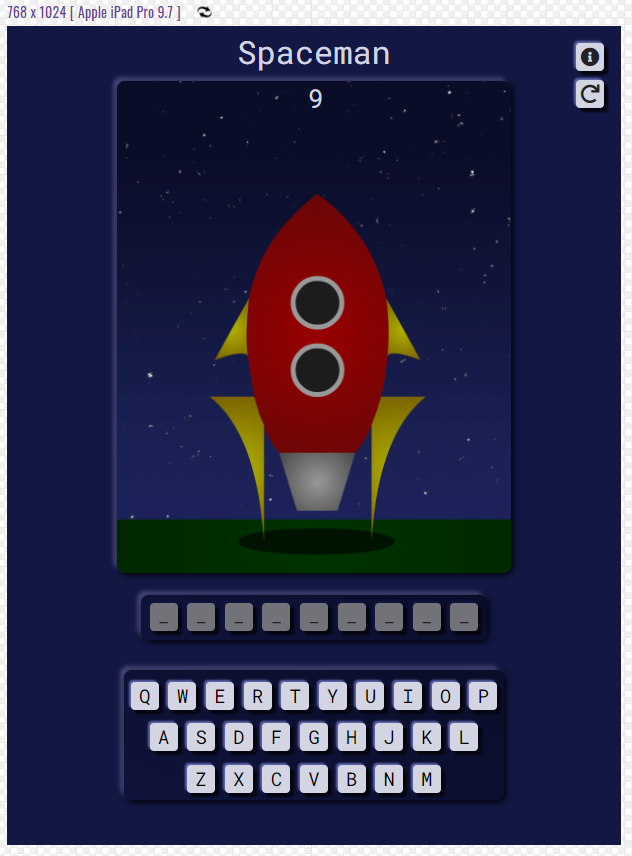 768 x 1024 [ Apple iPad Pro 9.7 ]
Spaceman
9
_ _ _ _ _ _ _ _ _
Q W E R T Y U I O P
A S D F G H J K L
Z X C V B N M